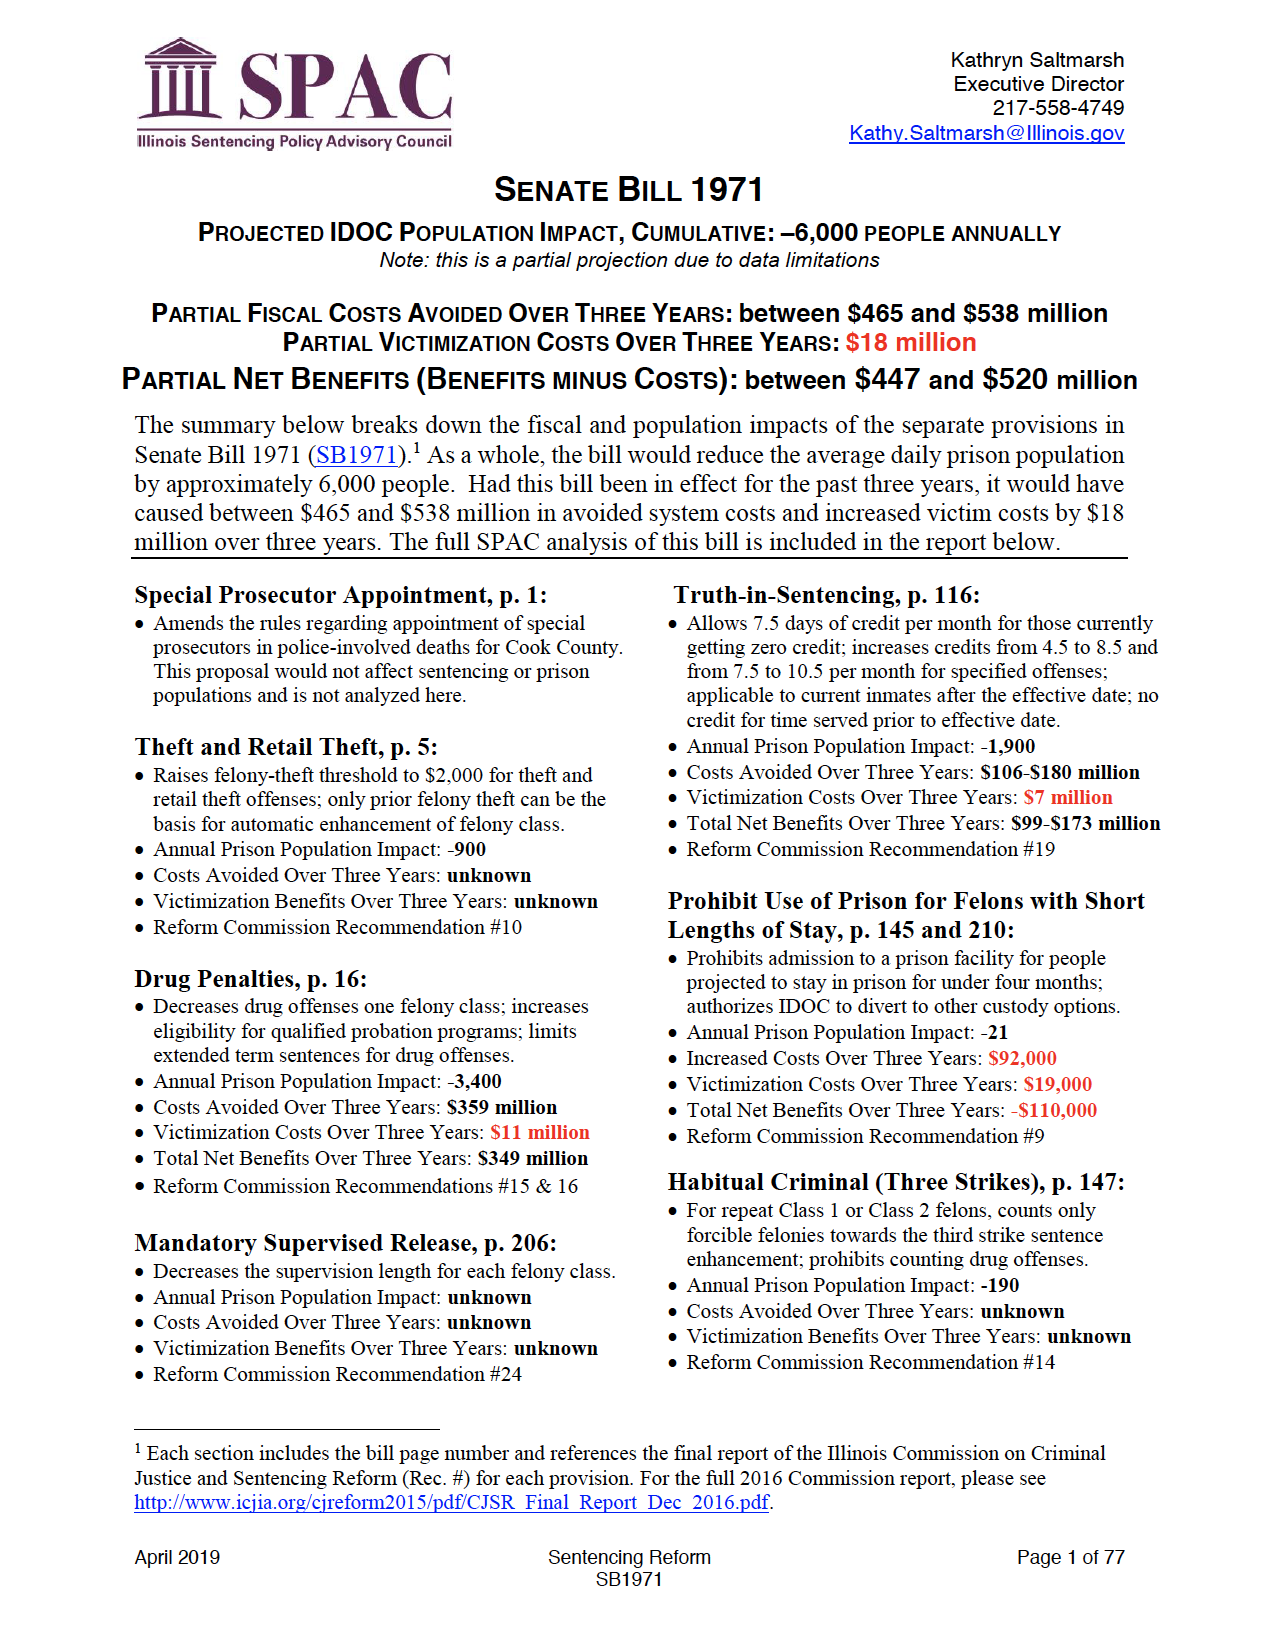 SPAC
Illinois Sentencing Policy Advisory Council
Kathryn Saltmarsh
Executive Director
217-558-4749
Kathy.Saltmarsh@Illinois.gov
SENATE BILL 1971
PROJECTED IDOC POPULATION IMPACT, CUMULATIVE: –6,000 PEOPLE ANNUALLY
Note: this is a partial projection due to data limitations
PARTIAL FISCAL COSTS AVOIDED OVER THREE YEARS: between $465 and $538 million
PARTIAL VICTIMIZATION COSTS OVER THREE YEARS: $18 million
PARTIAL NET BENEFITS (BENEFITS MINUS COSTS): between $447 and $520 million
The summary below breaks down the fiscal and population impacts of the separate provisions in
Senate Bill 1971 (SB1971).1 As a whole, the bill would reduce the average daily prison population
by approximately 6,000 people.  Had this bill been in effect for the past three years, it would have
caused between $465 and $538 million in avoided system costs and increased victim costs by $18
million over three years. The full SPAC analysis of this bill is included in the report below.
Special Prosecutor Appointment, p. 1:
• Amends the rules regarding appointment of special
prosecutors in police-involved deaths for Cook County.
This proposal would not affect sentencing or prison
populations and is not analyzed here.
Theft and Retail Theft, p. 5:
• Raises felony-theft threshold to $2,000 for theft and
retail theft offenses; only prior felony theft can be the
basis for automatic enhancement of felony class.
• Annual Prison Population Impact: -900
• Costs Avoided Over Three Years: unknown
• Victimization Benefits Over Three Years: unknown
• Reform Commission Recommendation #10
Drug Penalties, p. 16:
• Decreases drug offenses one felony class; increases
eligibility for qualified probation programs; limits
extended term sentences for drug offenses.
• Annual Prison Population Impact: -3,400
• Costs Avoided Over Three Years: $359 million
• Victimization Costs Over Three Years: $11 million
• Total Net Benefits Over Three Years: $349 million
• Reform Commission Recommendations #15 & 16
Mandatory Supervised Release, p. 206:
• Decreases the supervision length for each felony class.
• Annual Prison Population Impact: unknown
• Costs Avoided Over Three Years: unknown
• Victimization Benefits Over Three Years: unknown
• Reform Commission Recommendation #24
Truth-in-Sentencing, p. 116:
• Allows 7.5 days of credit per month for those currently
getting zero credit; increases credits from 4.5 to 8.5 and
from 7.5 to 10.5 per month for specified offenses;
applicable to current inmates after the effective date; no
credit for time served prior to effective date.
• Annual Prison Population Impact: -1,900
• Costs Avoided Over Three Years: $106-$180 million
• Victimization Costs Over Three Years: $7 million
• Total Net Benefits Over Three Years: $99-$173 million
• Reform Commission Recommendation #19
Prohibit Use of Prison for Felons with Short
Lengths of Stay, p. 145 and 210:
• Prohibits admission to a prison facility for people
projected to stay in prison for under four months;
authorizes IDOC to divert to other custody options.
• Annual Prison Population Impact: -21
• Increased Costs Over Three Years: $92,000
• Victimization Costs Over Three Years: $19,000
• Total Net Benefits Over Three Years: -$110,000
• Reform Commission Recommendation #9
Habitual Criminal (Three Strikes), p. 147:
• For repeat Class 1 or Class 2 felons, counts only
forcible felonies towards the third strike sentence
enhancement; prohibits counting drug offenses.
• Annual Prison Population Impact: -190
• Costs Avoided Over Three Years: unknown
• Victimization Benefits Over Three Years: unknown
• Reform Commission Recommendation #14
1 Each section includes the bill page number and references the final report of the Illinois Commission on Criminal
Justice and Sentencing Reform (Rec. #) for each provision. For the full 2016 Commission report, please see
http://www.icjia.org/cjreform2015/pdf/CJSR_Final_Report_Dec_2016.pdf.
April 2019
Sentencing Reform
SB1971
Page 1 of 77